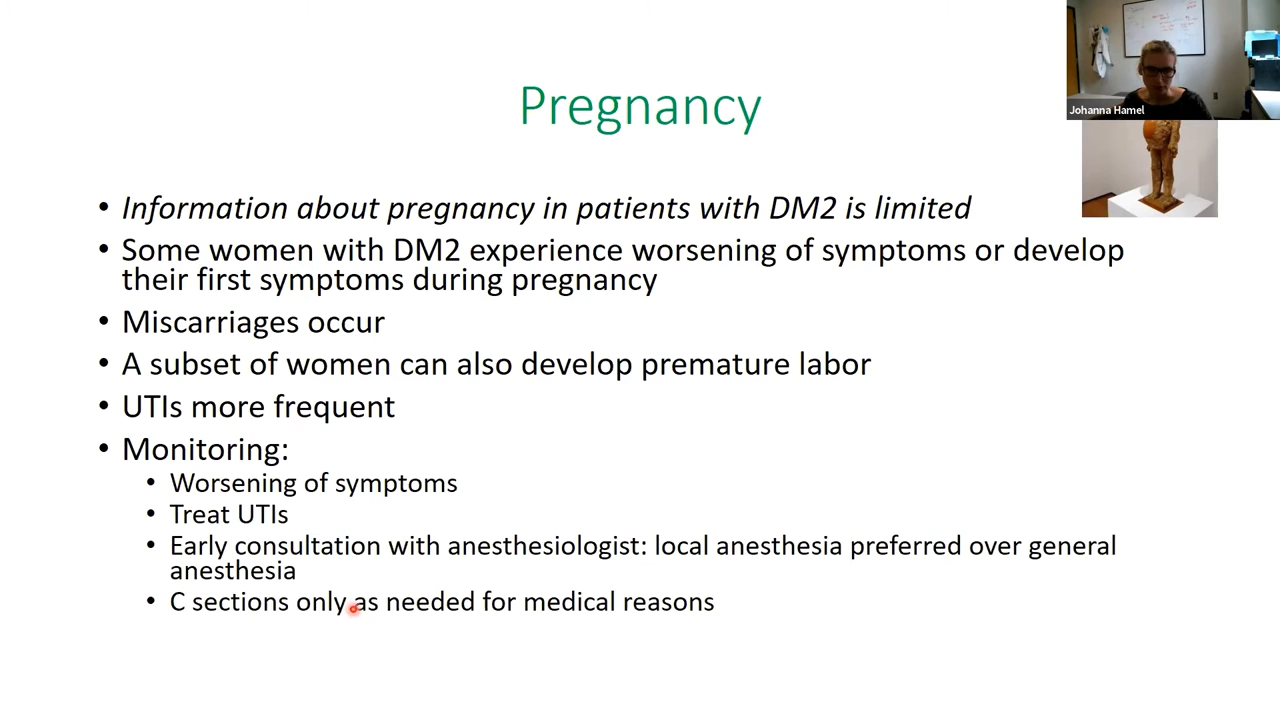 Johanna Hamel
Pregnancy
• Information about pregnancy in patients with DM2 is limited
• Some women with DM2 experience worsening of symptoms or develop
their first symptoms during pregnancy
• Miscarriages occur
• A subset of women can also develop premature labor
• UTIs more frequent
• Monitoring:
• Worsening of symptoms
• Treat UTIs
• Early consultation with anesthesiologist: local anesthesia preferred over general
anesthesia
• C sections only as needed for medical reasons